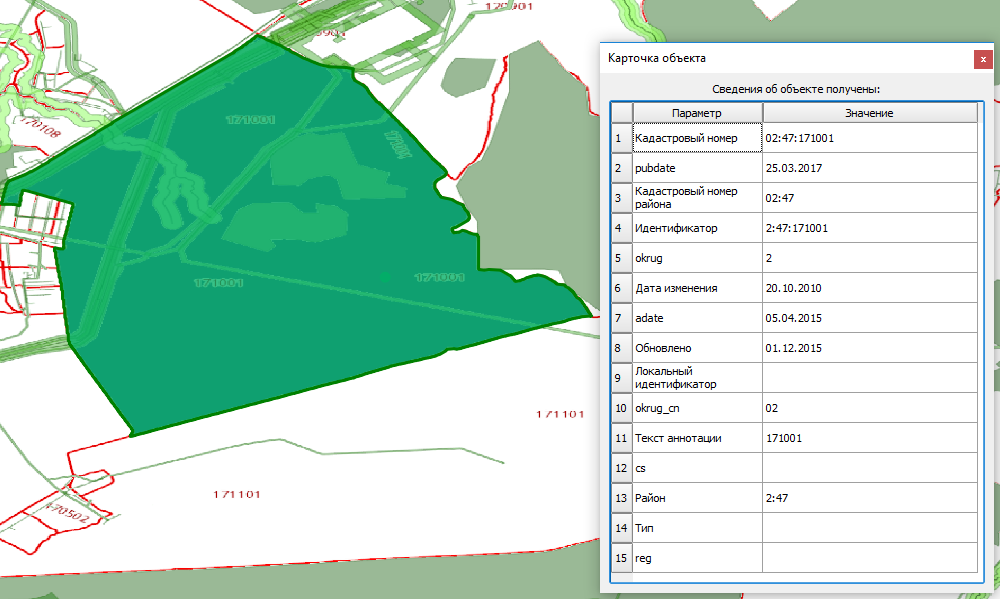 170901
170108
171001
171001
171001
171101
171101
170502
Карточка объекта
x
Сведения об объекте получены:
Параметр Значение
1 Кадастровый номер 02:47:171001
2 pubdate 25.03.2017
3 Кадастровый номер района 02:47
4 Идентификатор 2:47:171001
5 okrug 2
6 Дата изменения 20.10.2010
7 adate 05.04.2015
8 Обновлено 01.12.2015
9 Локальный идентификатор
10 okrug_cn 02
11 Текст аннотации 171001
12 cs
13 Район 2:47
14 Тип
15 reg